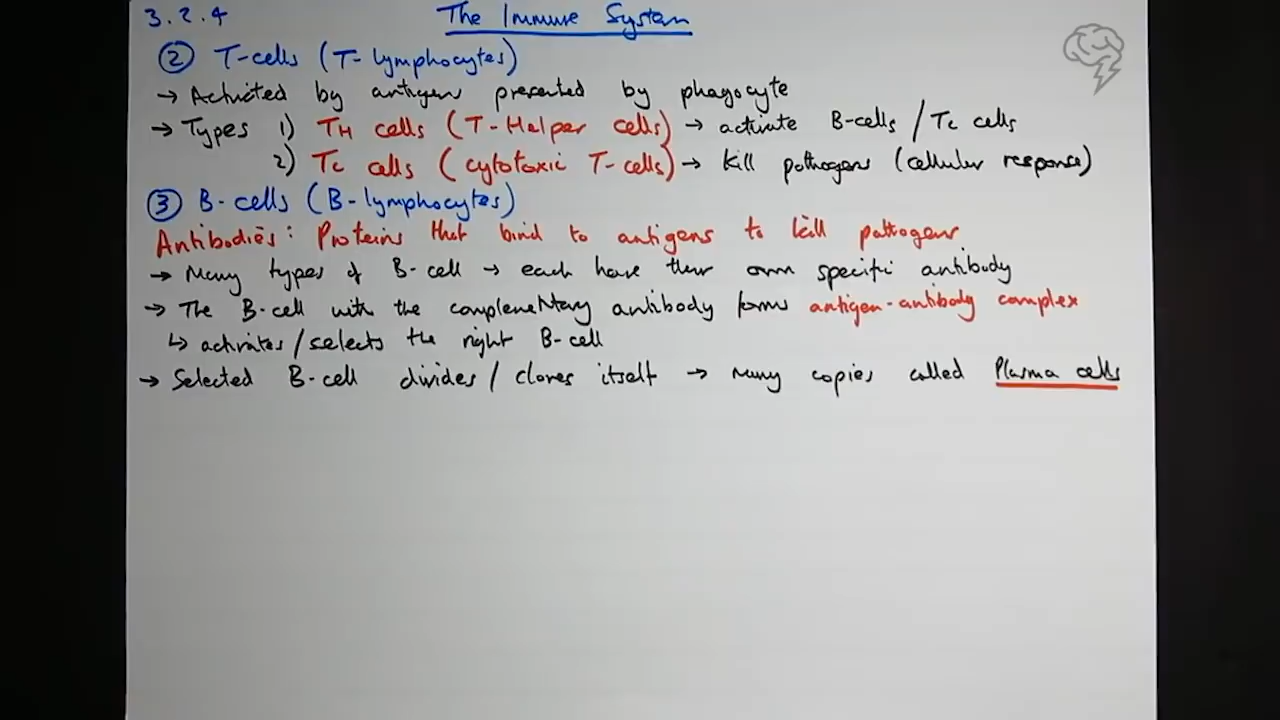 3.2.4 The Immune System
② T-cells (T-lymphocytes)
→ Activated by antigens presented by phagocyte
→ Types 1) TH cells (T-Helper cells) → activate B-cells / Tc cells
2) Tc cells (cytotoxic T-cells) → kill pathogens (cellular response)
③ B-cells (B-lymphocytes)
Antibodies: Proteins that bind to antigens to kill pathogens
→ Many types of B-cell → each have their own specific antibody
→ The B-cell with the complementary antibody forms antigen-antibody complex
↳ activates/selects the right B-cell
→ Selected B-cell divides/clones itself → many copies called Plasma cells